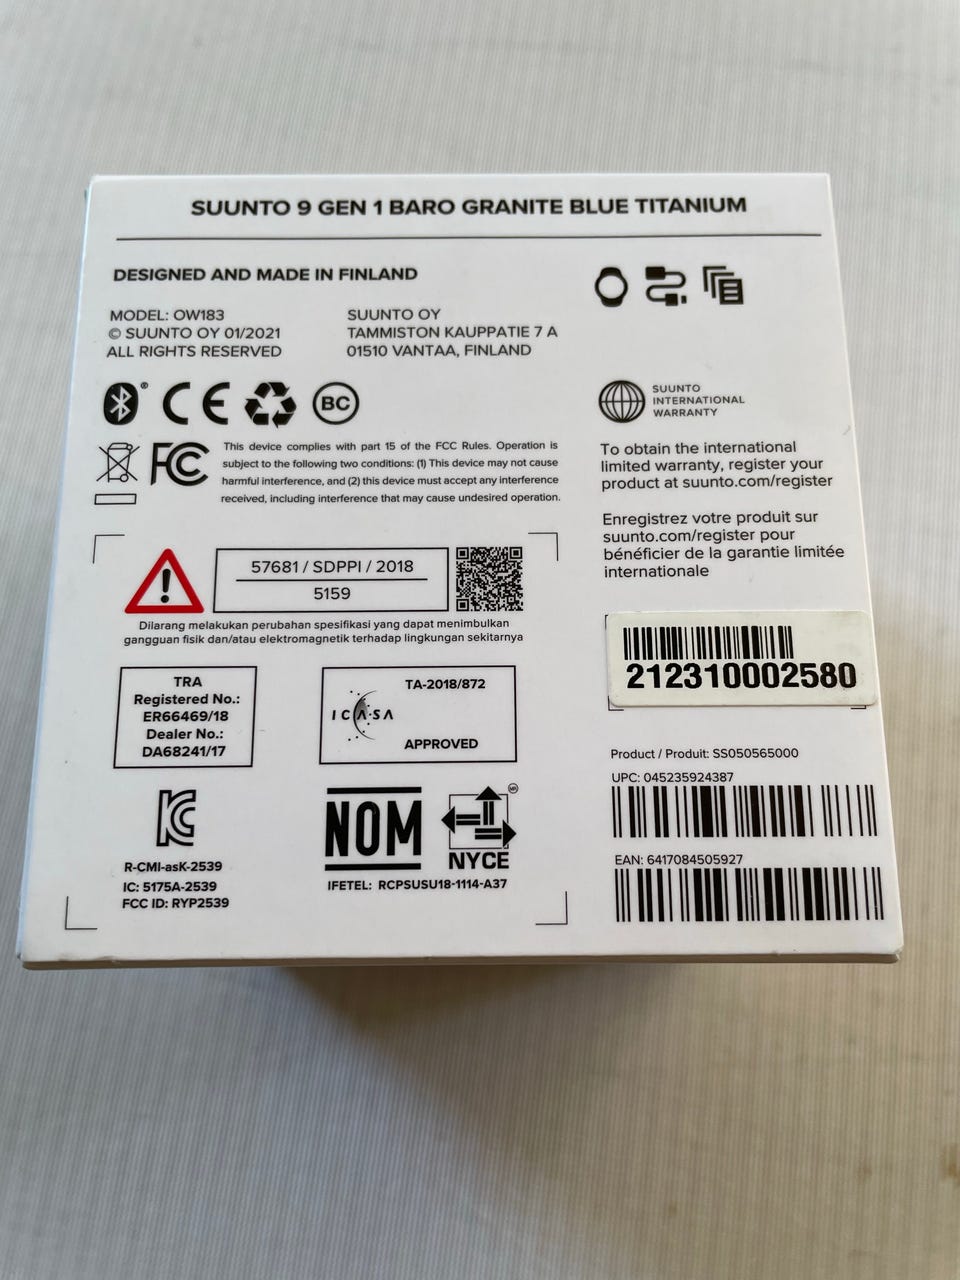 SUUNTO 9 GEN 1 BARO GRANITE BLUE TITANIUM
DESIGNED AND MADE IN FINLAND
MODEL: OW183
© SUUNTO OY 01/2021
ALL RIGHTS RESERVED
SUUNTO OY
TAMMISTON KAUPPATIE 7 A
01510 VANTAA, FINLAND
® CE BC
FC
This device complies with part 15 of the FCC Rules. Operation is
subject to the following two conditions: (1) This device may not cause
harmful interference, and (2) this device must accept any interference
received, including interference that may cause undesired operation.
57681 / SDPPI / 2018
5159
Dilarang melakukan perubahan spesifikasi yang dapat menimbulkan
gangguan fisik dan/atau elektromagnetik terhadap lingkungan sekitarnya
TRA
Registered No.:
ER66469/18
Dealer No.:
DA68241/17
TA-2018/872
ICASA
APPROVED
R-CMI-asK-2539
IC: 5175A-2539
FCC ID: RYP2539
NOM
NYCE
MR
IFETEL: RCPSUSU18-1114-A37
SUUNTO
INTERNATIONAL
WARRANTY
To obtain the international
limited warranty, register your
product at suunto.com/register
Enregistrez votre produit sur
suunto.com/register pour
bénéficier de la garantie limitée
internationale
212310002580
Product / Produit: SS050565000
UPC: 045235924387
EAN: 6417084505927